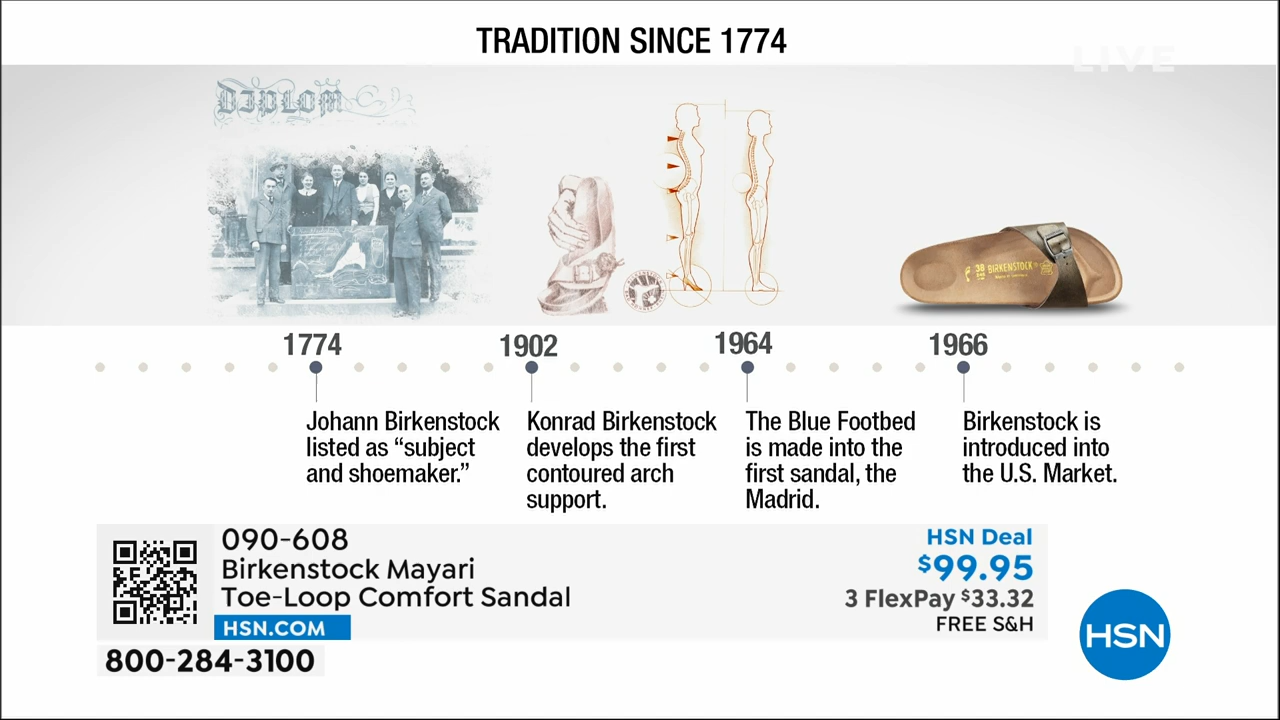 TRADITION SINCE 1774
LIVE
Diplom
38
BIRKENSTOCK
1774
1902
1964
1966
Johann Birkenstock
listed as “subject
and shoemaker.”
Konrad Birkenstock
develops the first
contoured arch
support.
The Blue Footbed
is made into the
first sandal, the
Madrid.
Birkenstock is
introduced into
the U.S. Market.
090-608
Birkenstock Mayari
Toe-Loop Comfort Sandal
HSN.COM
800-284-3100
HSN Deal
$99.95
3 FlexPay $33.32
FREE S&H
HSN